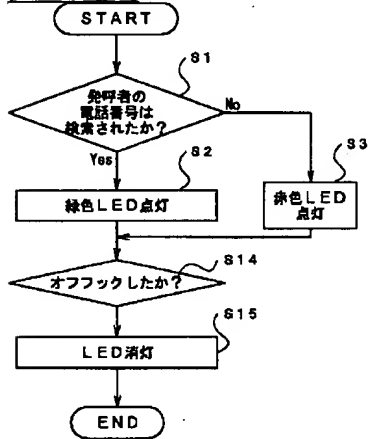 START
S1
発呼者の
電話番号は
検索されたか?
No
Yes
S2
S3
緑色LED点灯
赤色LED
点灯
S14
オフフックしたか?
S15
LED消灯
END